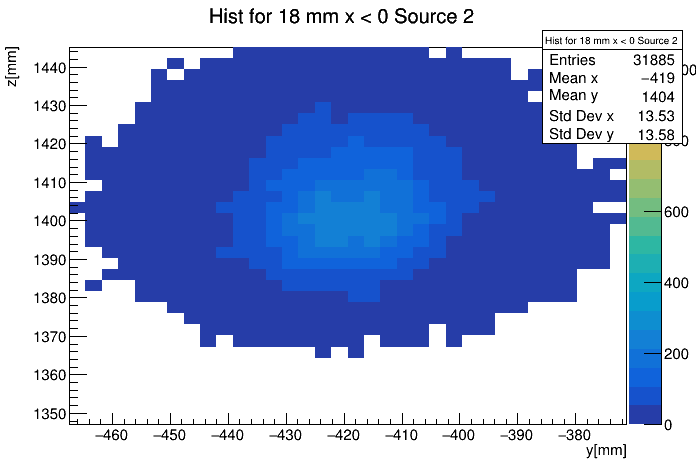 Hist for 18 mm x < 0 Source 2
z[mm]
Hist for 18 mm x < 0 Source 2
Entries 31885
Mean x −419
Mean y 1404
Std Dev x 13.53
Std Dev y 13.58
1440
1430
1420
1410
1400
1390
1380
1370
1360
1350
−460 −450 −440 −430 −420 −410 −400 −390 −380
y[mm]
600
400
200
0